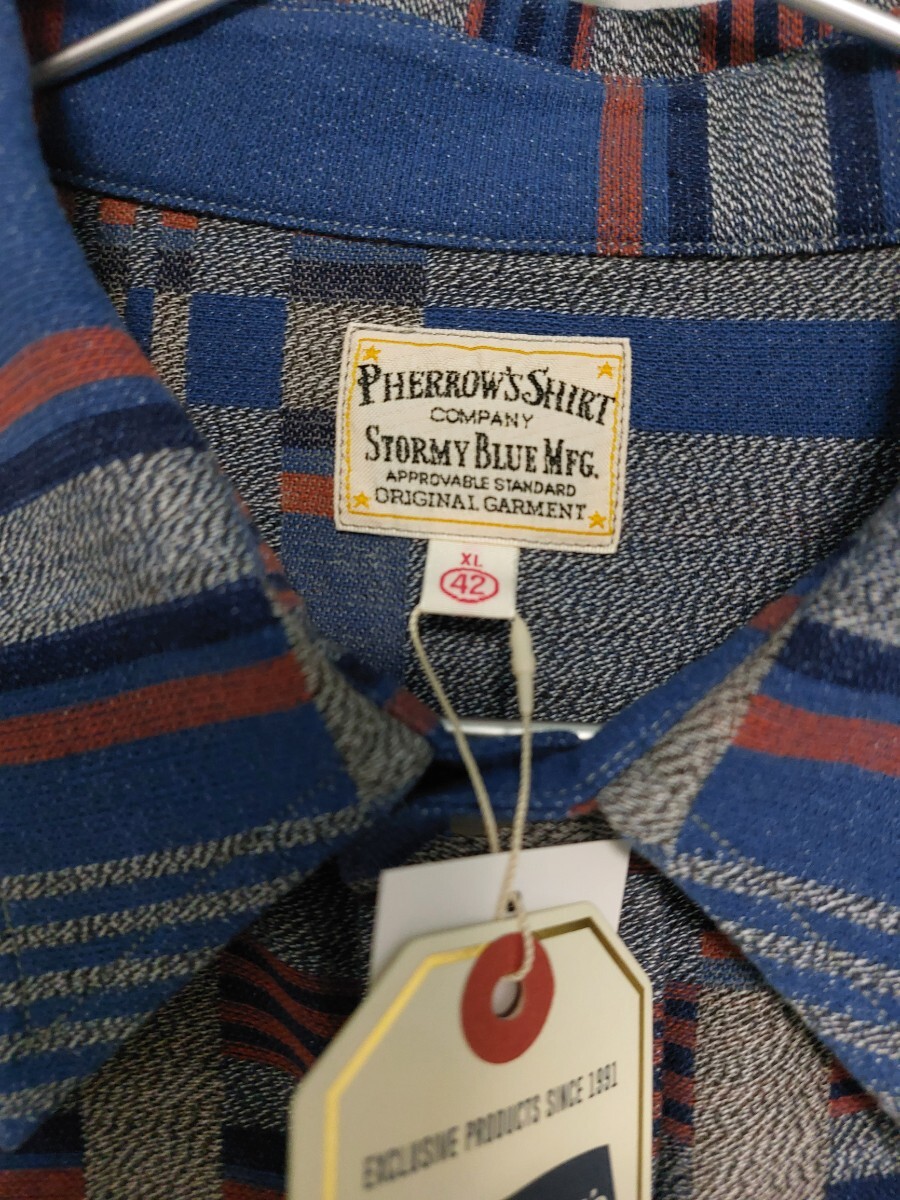 PHERROW'S SHIRT
COMPANY
STORMY BLUE MFG.
APPROVABLE STANDARD
ORIGINAL GARMENT
XL
42
EXCLUSIVE PRODUCTS SINCE 1991